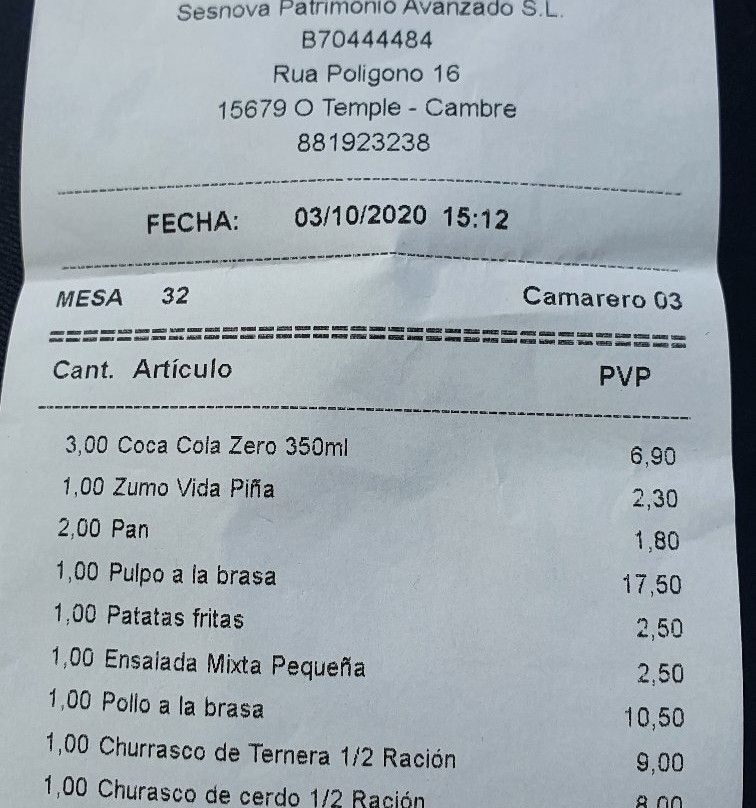 Sesnova Patrimonio Avanzado S.L.
B70444484
Rua Poligono 16
15679 O Temple - Cambre
881923238
FECHA: 03/10/2020 15:12
MESA 32 Camarero 03
Cant. Artículo PVP
3,00 Coca Cola Zero 350ml 6,90
1,00 Zumo Vida Piña 2,30
2,00 Pan 1,80
1,00 Pulpo a la brasa 17,50
1,00 Patatas fritas 2,50
1,00 Ensalada Mixta Pequeña 2,50
1,00 Pollo a la brasa 10,50
1,00 Churrasco de Ternera 1/2 Ración 9,00
1,00 Churasco de cerdo 1/2 Ración 8,00